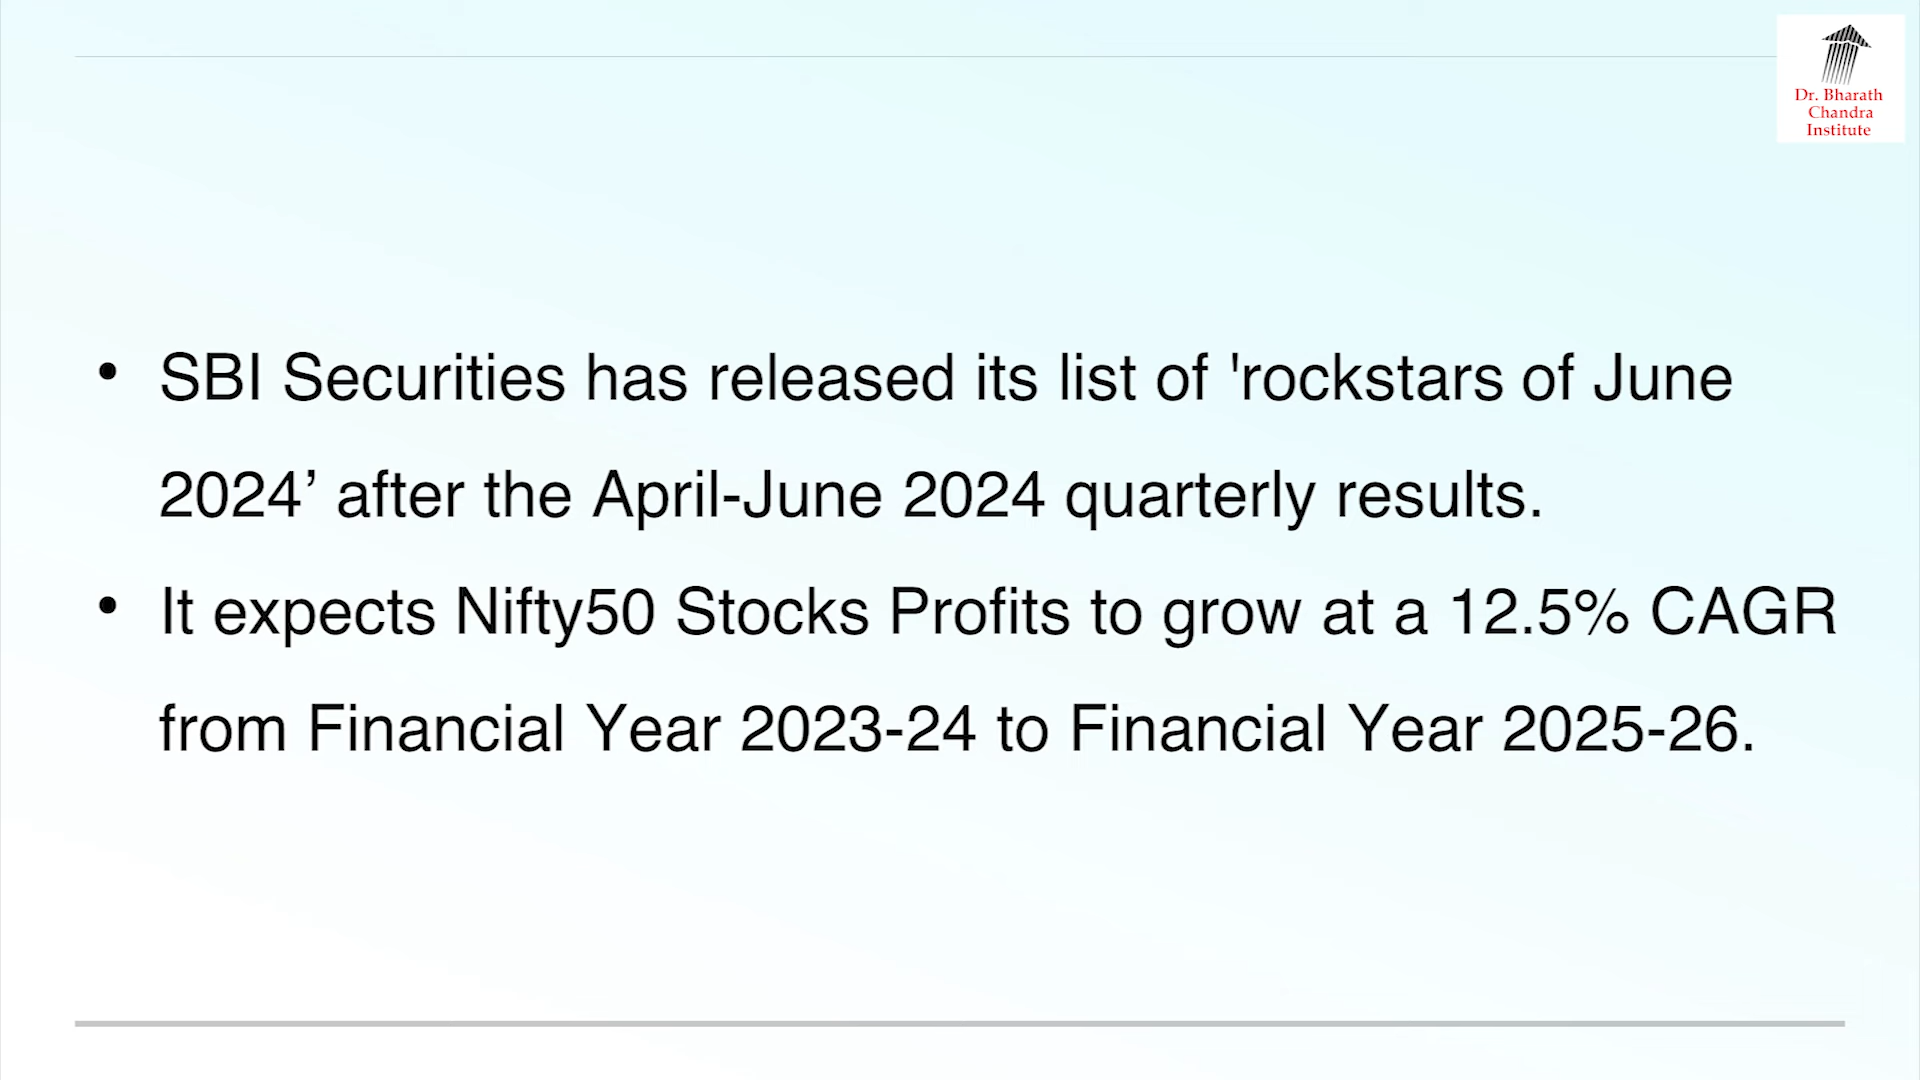 Dr. Bharath
Chandra
Institute
• SBI Securities has released its list of 'rockstars of June
2024’ after the April-June 2024 quarterly results.
• It expects Nifty50 Stocks Profits to grow at a 12.5% CAGR
from Financial Year 2023-24 to Financial Year 2025-26.